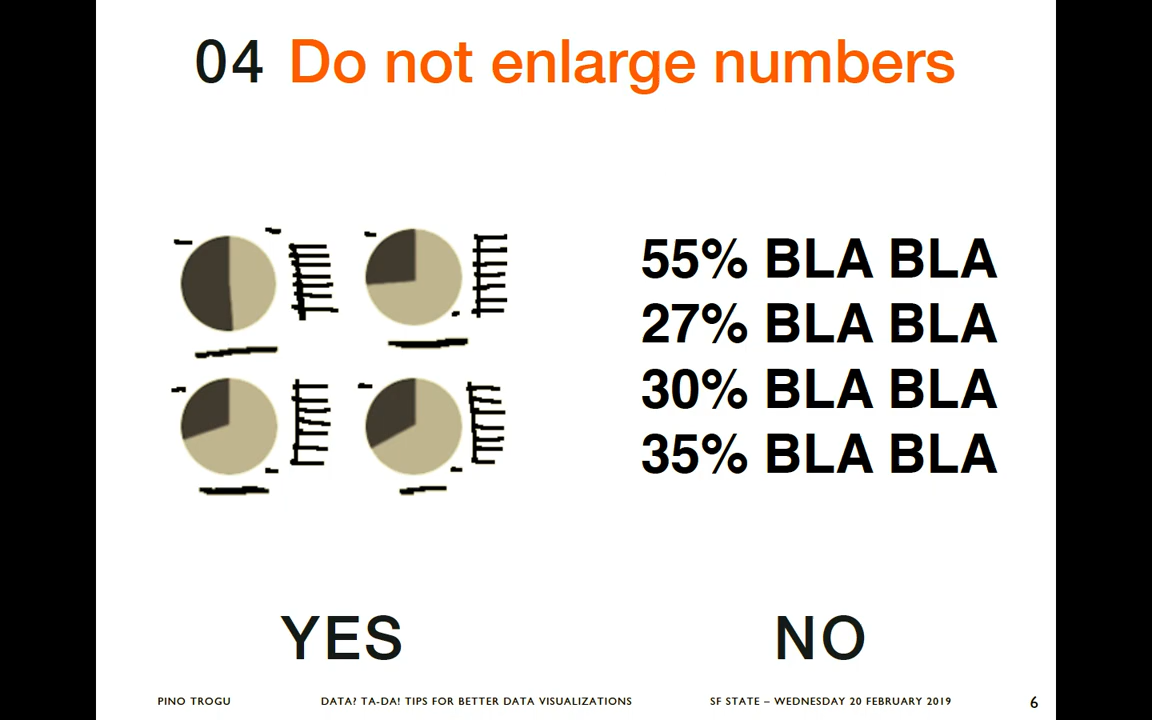 04 Do not enlarge numbers
55% BLA BLA
27% BLA BLA
30% BLA BLA
35% BLA BLA
YES
NO
PINO TROGU
DATA? TA-DA! TIPS FOR BETTER DATA VISUALIZATIONS
SF STATE – WEDNESDAY 20 FEBRUARY 2019
6